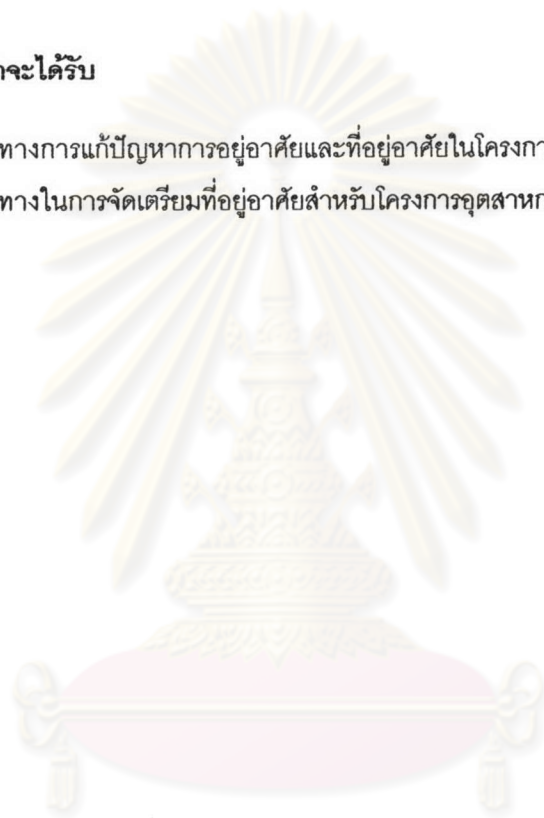 จะได้รับ
ทางการแก้ปัญหาการอยู่อาศัยและที่อยู่อาศัยในโครงกา
ทางในการจัดเตรียมที่อยู่อาศัยสำหรับโครงการอุตสาหก